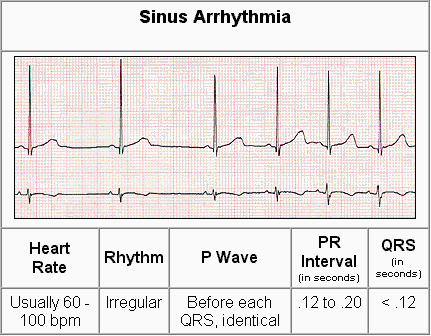 Sinus Arrhythmia
Heart Rate
Rhythm
P Wave
PR Interval (in seconds)
QRS (in seconds)
Usually 60 - 100 bpm
Irregular
Before each QRS, identical
.12 to .20
< .12